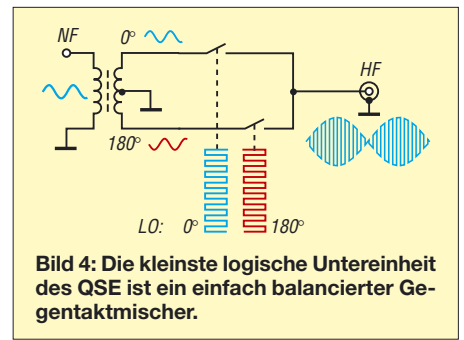 NF
0°
HF
180°
LO: 0° 180°
Bild 4: Die kleinste logische Untereinheit
des QSE ist ein einfach balancierter Ge-
gentaktmischer.